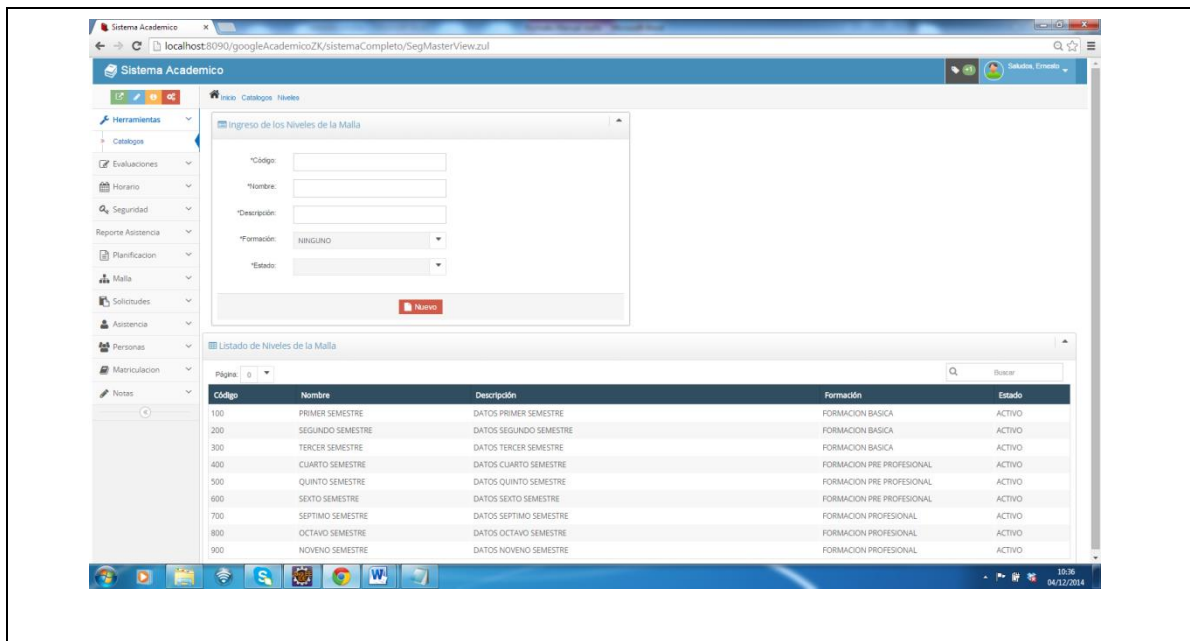 Sistema Academico
localhost:8090/googleAcademicoZK/sistemaCompleto/SegMasterView.zul
Sistema Academico
Saludos, Ernesto
Inicio Catalogos Niveles
Herramientas
Catalogos
Evaluaciones
Horario
Seguridad
Reporte Asistencia
Planificacion
Malla
Solicitudes
Asistencia
Personas
Matriculacion
Notas
Ingreso de los Niveles de la Malla
*Código:
*Nombre:
*Descripción:
*Formación: NINGUNO
*Estado:
Nuevo
Listado de Niveles de la Malla
Página: 0
Buscar
Código Nombre Descripción Formación Estado
100 PRIMER SEMESTRE DATOS PRIMER SEMESTRE FORMACION BASICA ACTIVO
200 SEGUNDO SEMESTRE DATOS SEGUNDO SEMESTRE FORMACION BASICA ACTIVO
300 TERCER SEMESTRE DATOS TERCER SEMESTRE FORMACION BASICA ACTIVO
400 CUARTO SEMESTRE DATOS CUARTO SEMESTRE FORMACION PRE PROFESIONAL ACTIVO
500 QUINTO SEMESTRE DATOS QUINTO SEMESTRE FORMACION PRE PROFESIONAL ACTIVO
600 SEXTO SEMESTRE DATOS SEXTO SEMESTRE FORMACION PRE PROFESIONAL ACTIVO
700 SEPTIMO SEMESTRE DATOS SEPTIMO SEMESTRE FORMACION PROFESIONAL ACTIVO
800 OCTAVO SEMESTRE DATOS OCTAVO SEMESTRE FORMACION PROFESIONAL ACTIVO
900 NOVENO SEMESTRE DATOS NOVENO SEMESTRE FORMACION PROFESIONAL ACTIVO
10:36
04/12/2014